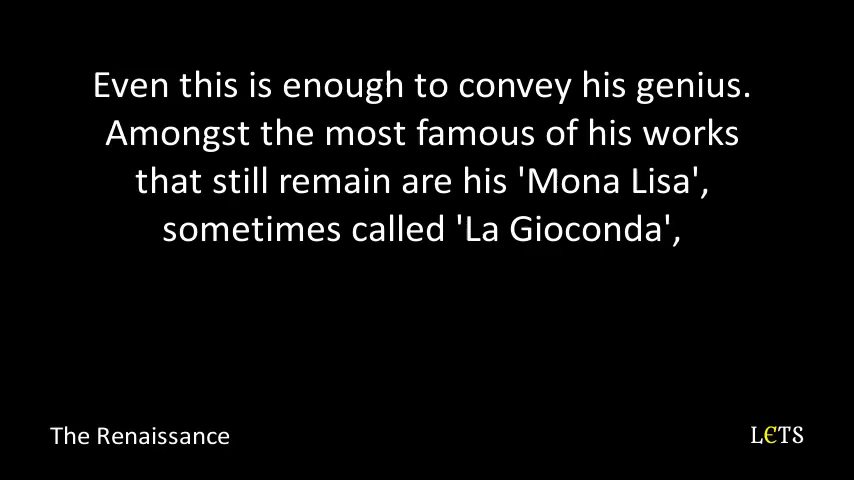 Even this is enough to convey his genius.
Amongst the most famous of his works
that still remain are his 'Mona Lisa',
sometimes called 'La Gioconda',
The Renaissance
LЄTS